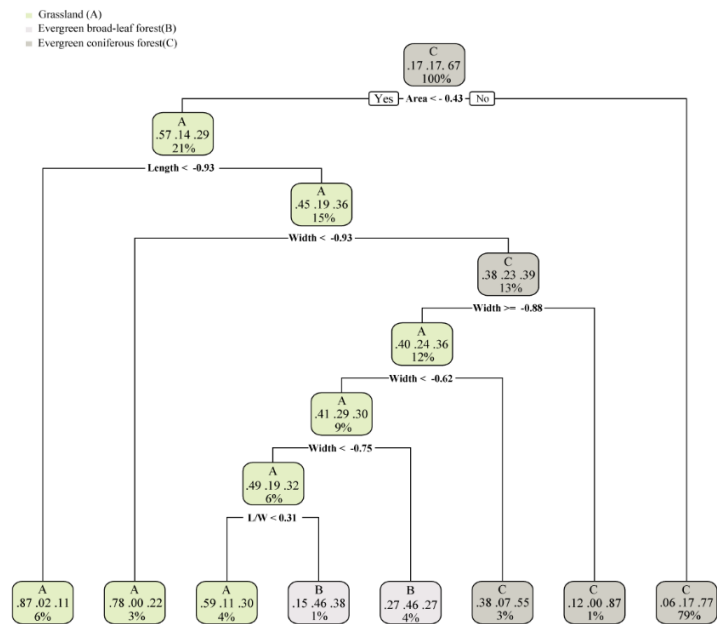 Grassland (A)
Evergreen broad-leaf forest(B)
Evergreen coniferous forest(C)
C
.17 .17. 67
100%
Yes Area < - 0.43 No
A
.57 .14 .29
21%
Length < -0.93
A
.45 .19 .36
15%
Width < -0.93
C
.38 .23 .39
13%
Width >= -0.88
A
.40 .24 .36
12%
Width < -0.62
A
.41 .29 .30
9%
Width < -0.75
A
.49 .19 .32
6%
L/W < 0.31
A
.87 .02 .11
6%
A
.78 .00 .22
3%
A
.59 .11 .30
4%
B
.15 .46 .38
1%
B
.27 .46 .27
4%
C
.38 .07 .55
3%
C
.12 .00 .87
1%
C
.06 .17 .77
79%